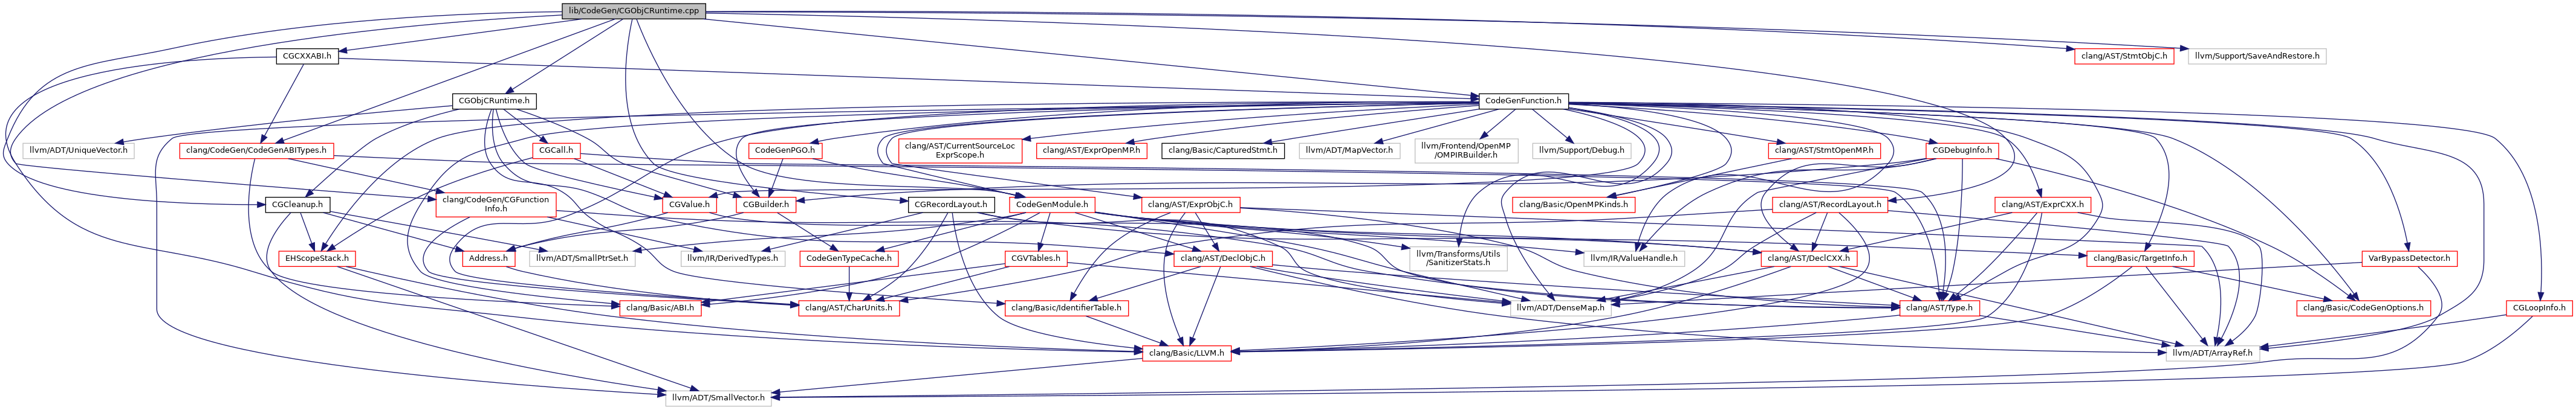 lib/CodeGen/CGObjCRuntime.cpp
CGCXXABI.h
clang/AST/StmtObjC.h
llvm/Support/SaveAndRestore.h
CGObjCRuntime.h
CodeGenFunction.h
llvm/ADT/UniqueVector.h
clang/CodeGen/CodeGenABITypes.h
CGCall.h
CodeGenPGO.h
clang/AST/CurrentSourceLoc
ExprScope.h
clang/AST/ExprOpenMP.h
clang/Basic/CapturedStmt.h
llvm/ADT/MapVector.h
llvm/Frontend/OpenMP
/OMPIRBuilder.h
llvm/Support/Debug.h
clang/AST/StmtOpenMP.h
CGDebugInfo.h
CGCleanup.h
clang/CodeGen/CGFunction
Info.h
CGValue.h
CGBuilder.h
CGRecordLayout.h
CodeGenModule.h
clang/AST/ExprObjC.h
clang/Basic/OpenMPKinds.h
clang/AST/RecordLayout.h
clang/AST/ExprCXX.h
EHScopeStack.h
Address.h
llvm/ADT/SmallPtrSet.h
llvm/IR/DerivedTypes.h
CodeGenTypeCache.h
CGVTables.h
clang/AST/DeclObjC.h
llvm/Transforms/Utils
/SanitizerStats.h
llvm/IR/ValueHandle.h
clang/AST/DeclCXX.h
clang/Basic/TargetInfo.h
VarBypassDetector.h
clang/Basic/ABI.h
clang/AST/CharUnits.h
clang/Basic/IdentifierTable.h
llvm/ADT/DenseMap.h
clang/AST/Type.h
clang/Basic/CodeGenOptions.h
CGLoopInfo.h
clang/Basic/LLVM.h
llvm/ADT/ArrayRef.h
llvm/ADT/SmallVector.h